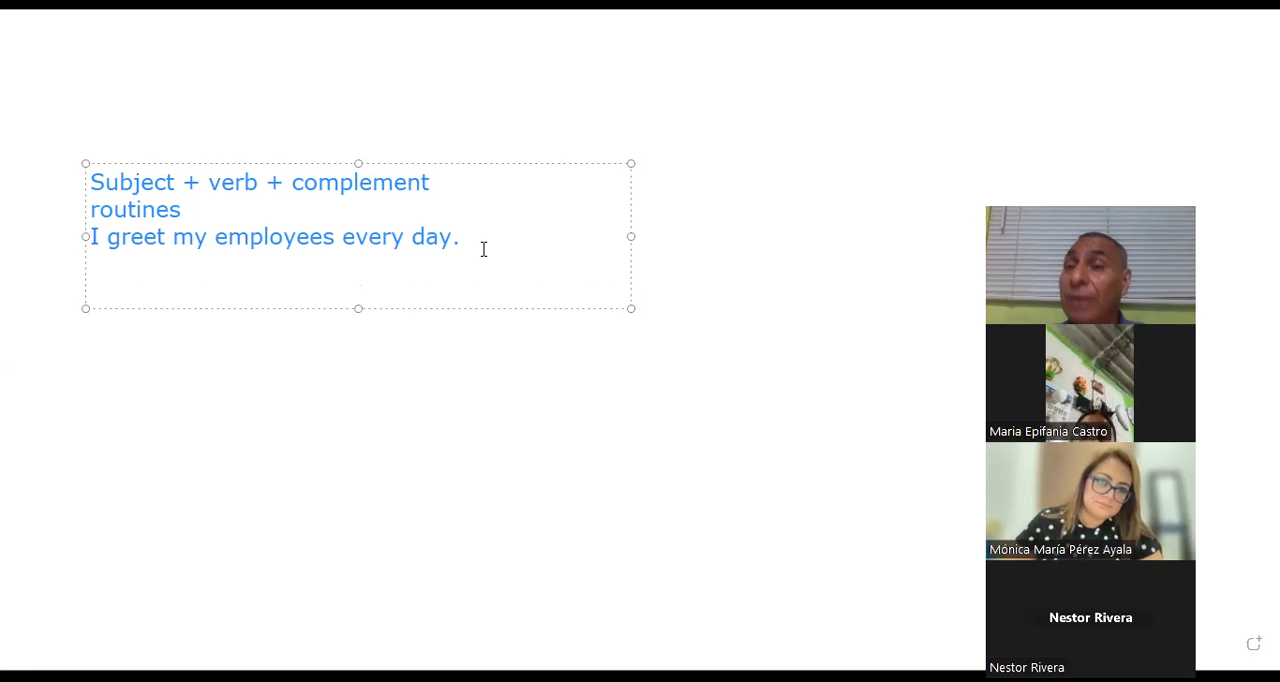 Subject + verb + complement
routines
I greet my employees every day.
Maria Epifania Castro
Mónica María Pérez Ayala
Nestor Rivera
Nestor Rivera